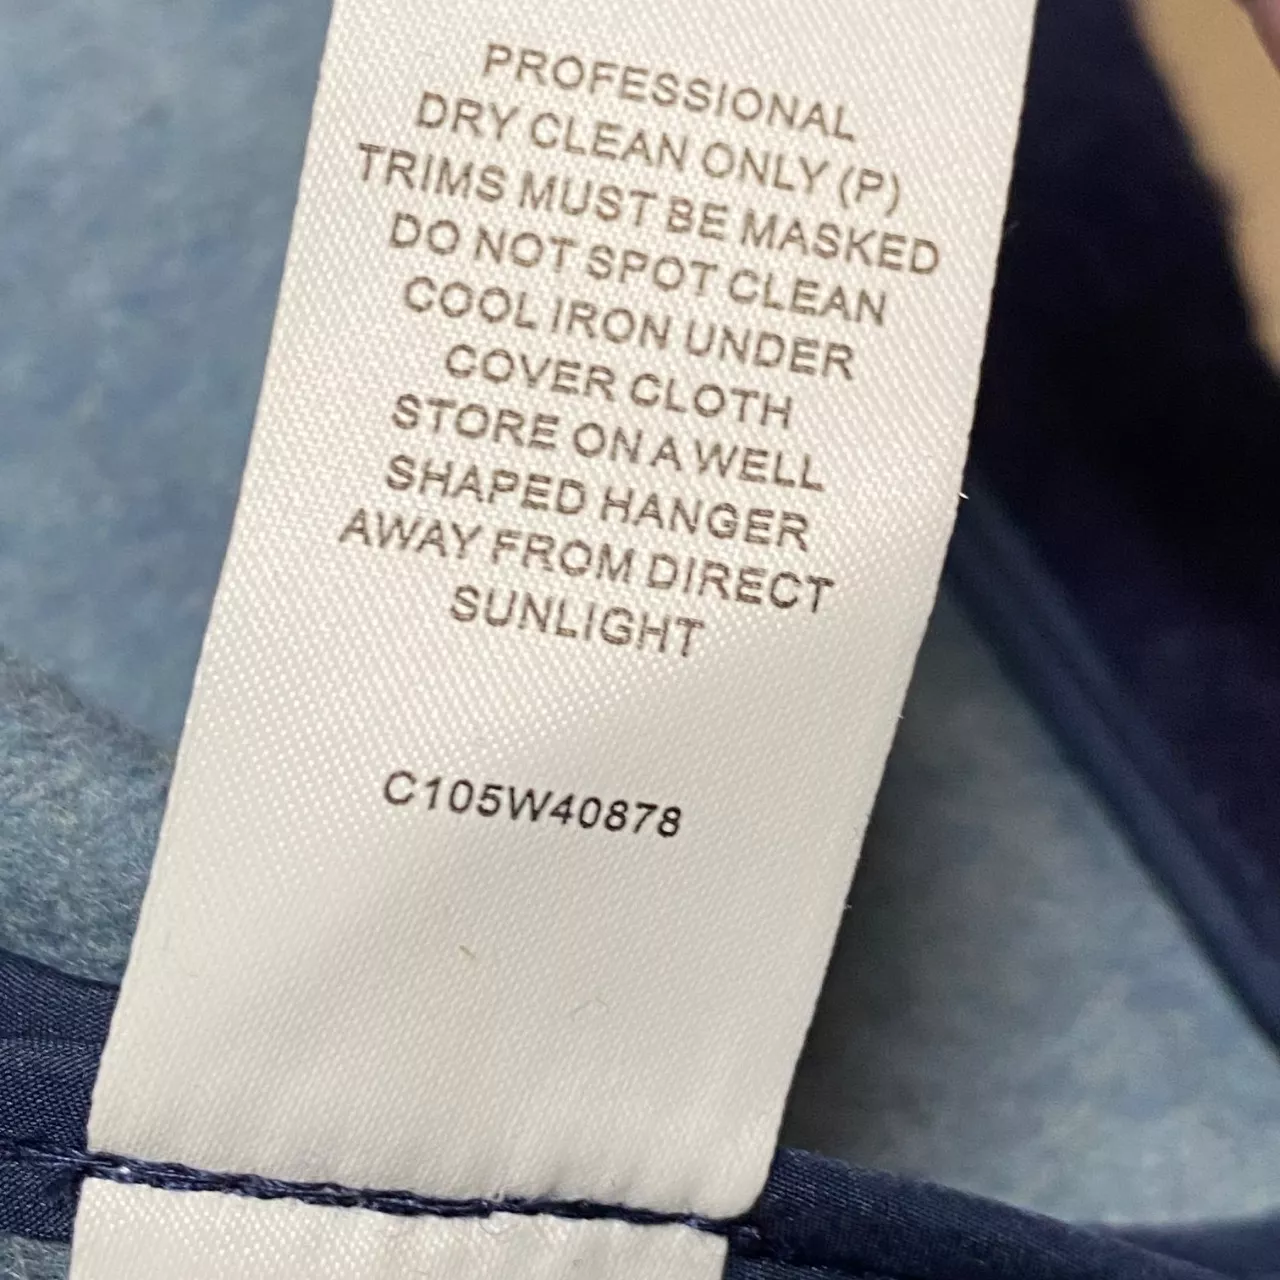 PROFESSIONAL
DRY CLEAN ONLY (P)
TRIMS MUST BE MASKED
DO NOT SPOT CLEAN
COOL IRON UNDER
COVER CLOTH
STORE ON A WELL
SHAPED HANGER
AWAY FROM DIRECT
SUNLIGHT
C105W40878